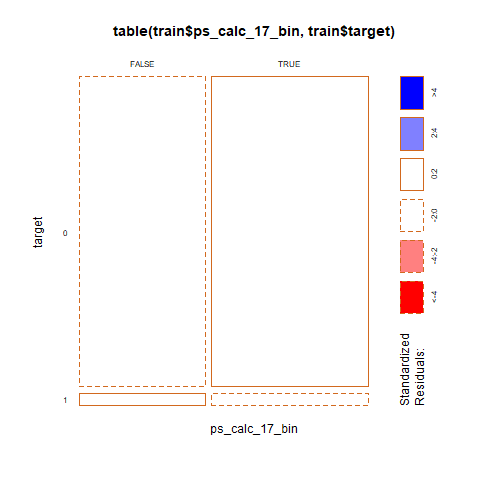 table(train$ps_calc_17_bin, train$target)
FALSE
TRUE
target
0
1
ps_calc_17_bin
Standardized
Residuals:
<-4
-4:-2
-2:0
0:2
2:4
>4